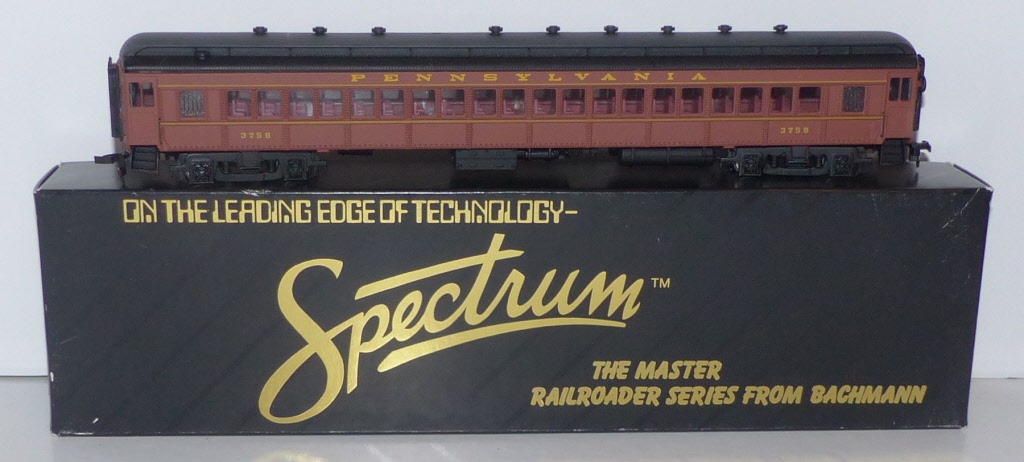 PENNSYLVANIA
3758 3758
ON THE LEADING EDGE OF TECHNOLOGY-
Spectrum™
THE MASTER
RAILROADER SERIES FROM BACHMANN